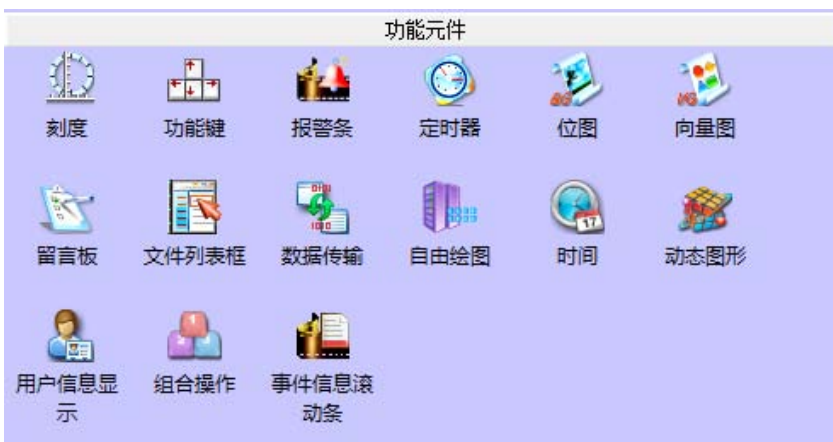 功能元件
刻度 功能键 报警条 定时器 位图 向量图
留言板 文件列表框 数据传输 自由绘图 时间 动态图形
17
用户信息显示 组合操作 事件信息滚动条